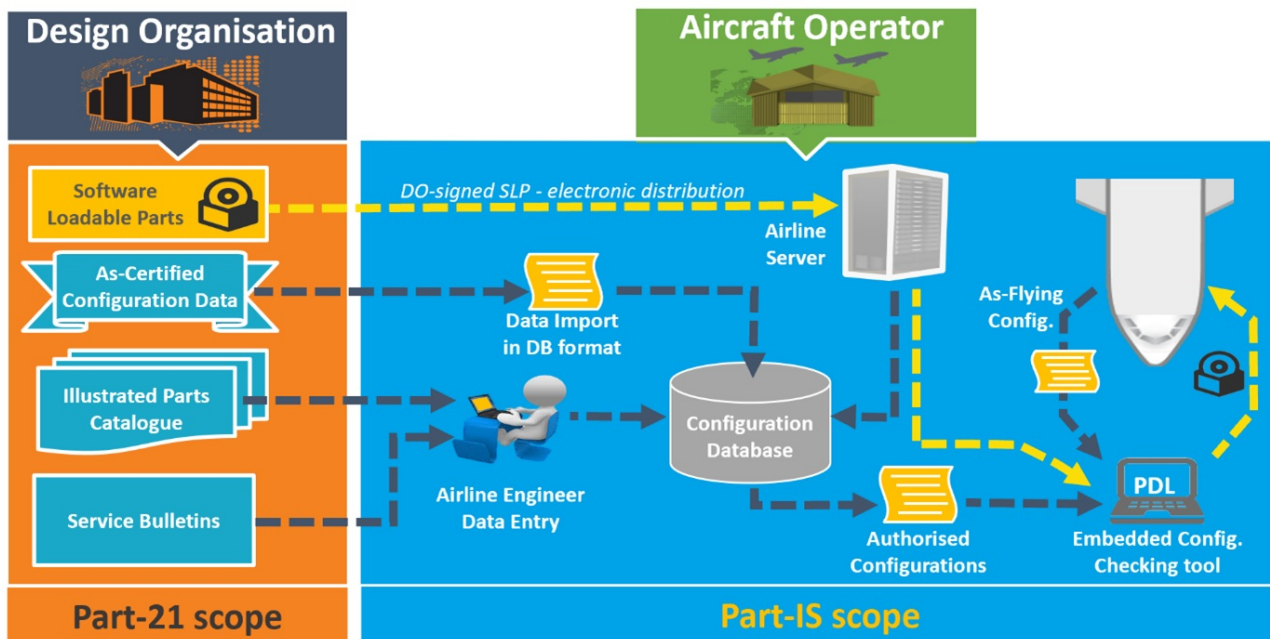 Design Organisation
Aircraft Operator
Software
Loadable Parts
DO-signed SLP - electronic distribution
Airline
Server
As-Certified
Configuration Data
Data Import
in DB format
As-Flying
Config.
Illustrated Parts
Catalogue
Configuration
Database
Airline Engineer
Data Entry
PDL
Service Bulletins
Authorised
Configurations
Embedded Config.
Checking tool
Part-21 scope
Part-IS scope